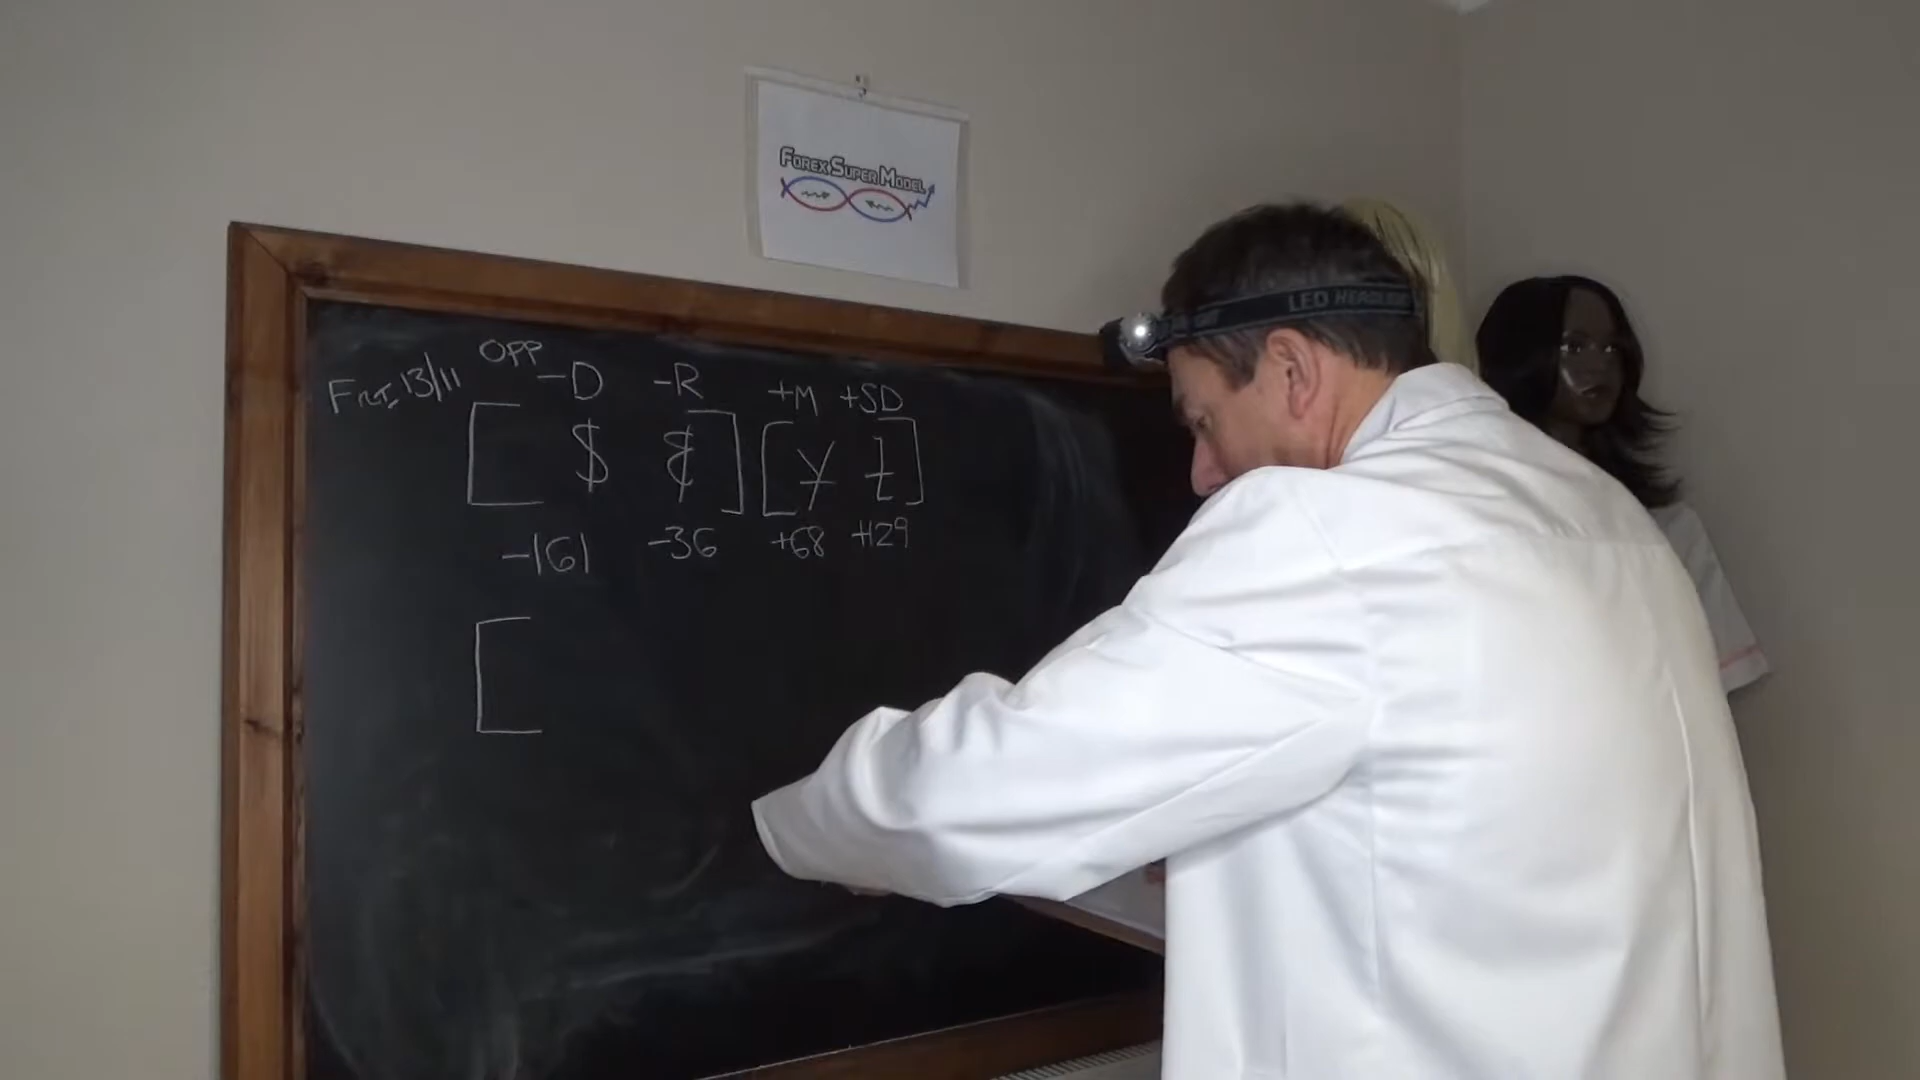 FOREX SUPER MODEL
LED HEADLIGHT
OPP
FRI, 13/11 -D -R +M +SD
[ $ € ] [ ¥ £ ]
-161 -36 +68 +129
[